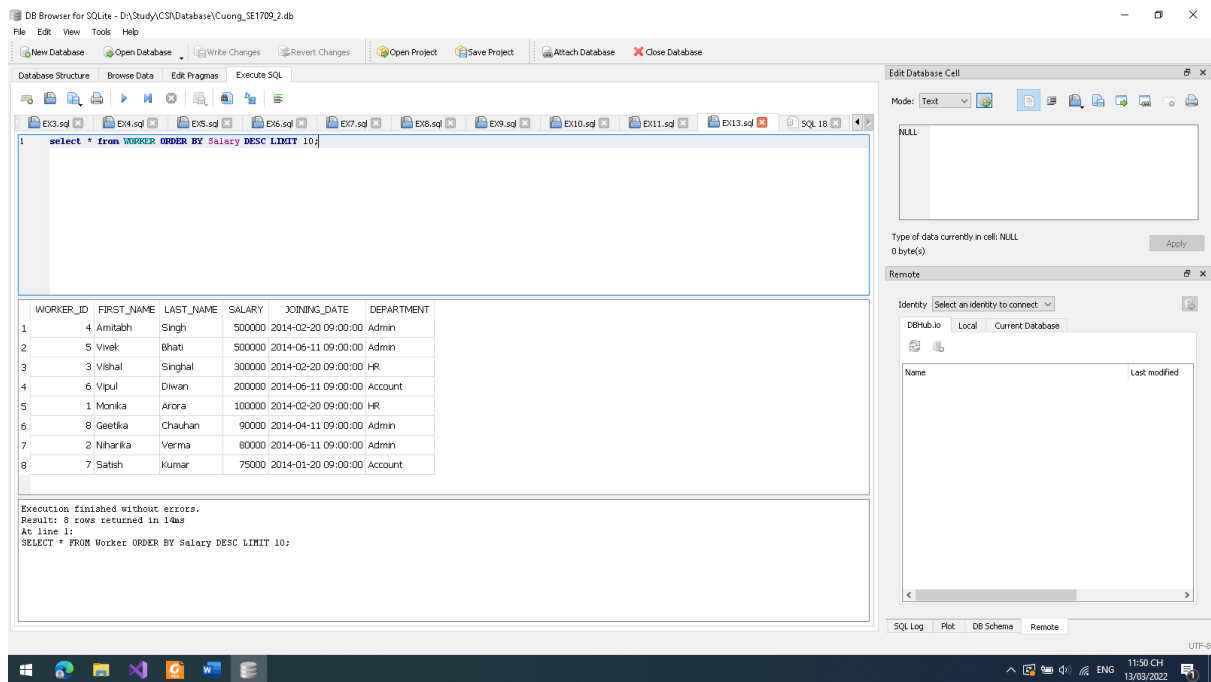 DB Browser for SQLite - D:\Study\CSI\Database\Cuong_SE1709_2.db
File Edit View Tools Help
New Database Open Database Write Changes Revert Changes Open Project Save Project Attach Database Close Database
Database Structure Browse Data Edit Pragmas Execute SQL
EX3.sql EX4.sql EX5.sql EX6.sql EX7.sql EX8.sql EX9.sql EX10.sql EX11.sql EX13.sql SQL 18
1 select * from WORKER ORDER BY Salary DESC LIMIT 10;
WORKER_ID FIRST_NAME LAST_NAME SALARY JOINING_DATE DEPARTMENT
1 4 Amitabh Singh 500000 2014-02-20 09:00:00 Admin
2 5 Vivek Bhati 500000 2014-06-11 09:00:00 Admin
3 3 Vishal Singhal 300000 2014-02-20 09:00:00 HR
4 6 Vipul Diwan 200000 2014-06-11 09:00:00 Account
5 1 Monika Arora 100000 2014-02-20 09:00:00 HR
6 8 Geetika Chauhan 90000 2014-04-11 09:00:00 Admin
7 2 Niharika Verma 80000 2014-06-11 09:00:00 Admin
8 7 Satish Kumar 75000 2014-01-20 09:00:00 Account
Execution finished without errors.
Result: 8 rows returned in 14ms
At line 1:
SELECT * FROM Worker ORDER BY Salary DESC LIMIT 10;
Edit Database Cell
Mode: Text
NULL
Type of data currently in cell: NULL
0 byte(s)
Apply
Remote
Identity Select an identity to connect
DBHub.io Local Current Database
Name Last modified
SQL Log Plot DB Schema Remote
UTF-8
ENG 11:50 CH
13/03/2022